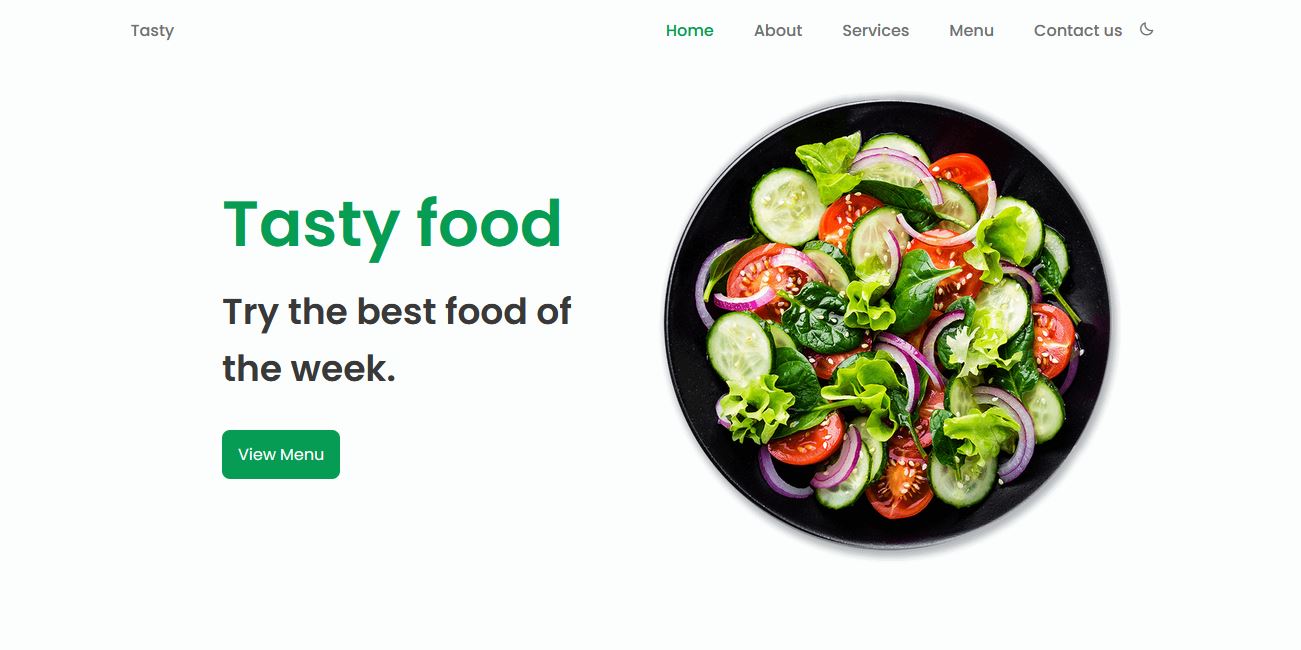 Tasty
Home About Services Menu Contact us
Tasty food
Try the best food of
the week.
View Menu